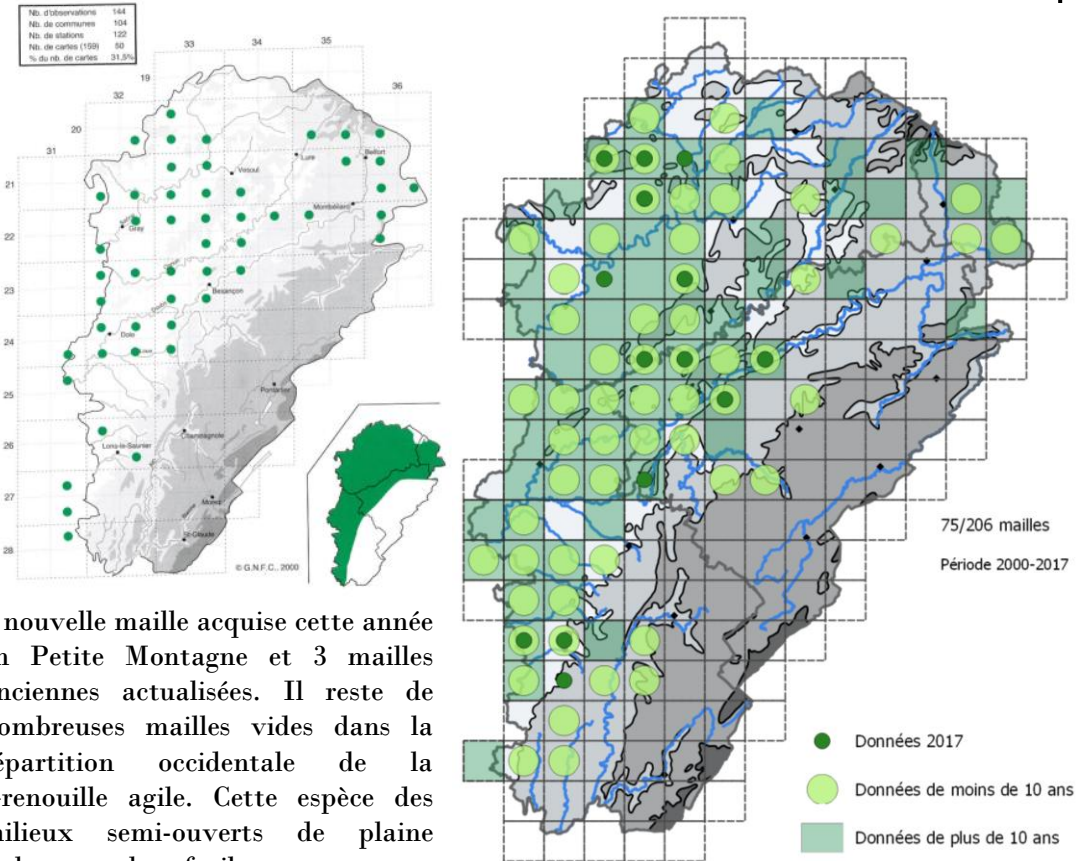 Nb. d'observations 144
Nb. de communes 104
Nb. de stations 122
Nb. de cartes (159) 50
% du nb. de cartes 31,5%
33
34
35
19
36
32
20
31
Lure
Belfort
Vesoul
21
Montbéliard
Gray
22
23
Besançon
Dole
24
Loue
25
Pontarlier
Champagnole
26
Lons-le-Saunier
27
Morez
St-Claude
28
© G.N.F.C., 2000
75/206 mailles
Période 2000-2017
Données 2017
Données de moins de 10 ans
Données de plus de 10 ans
nouvelle maille acquise cette année
Petite Montagne et 3 mailles
nciennes actualisées. Il reste de
ombreuses mailles vides dans la
épartition occidentale de la
renouille agile. Cette espèce des
ilieux semi-ouverts de plaine